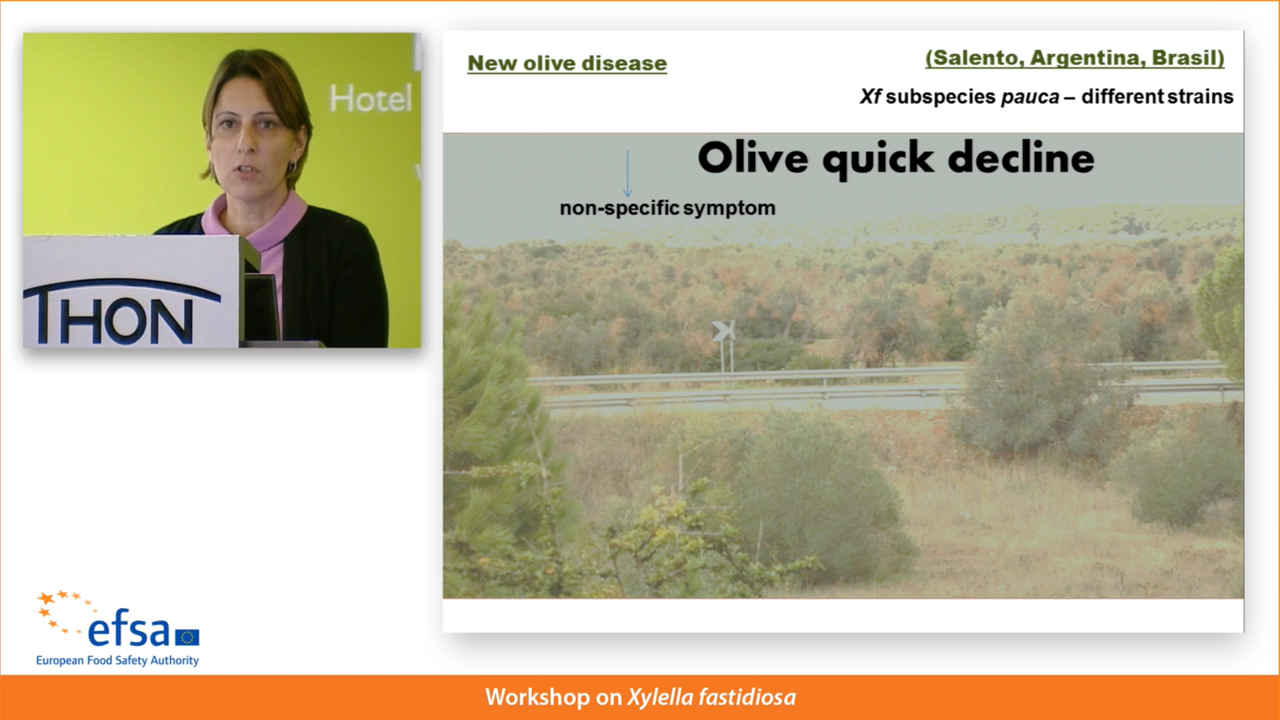 Hotel
THON
New olive disease
(Salento, Argentina, Brasil)
Xf subspecies pauca – different strains
Olive quick decline
non-specific symptom
efsa
European Food Safety Authority
Workshop on Xylella fastidiosa